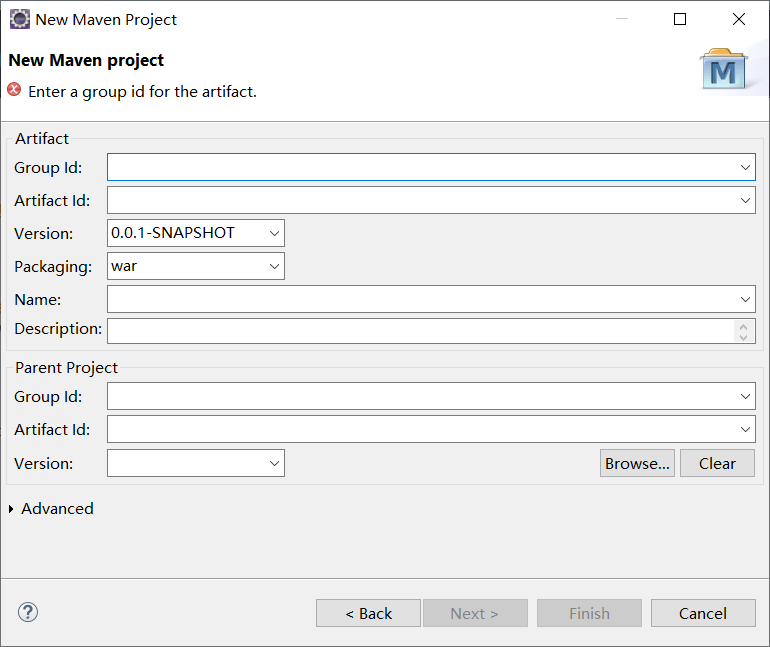 New Maven Project
New Maven project
Enter a group id for the artifact.
M
Artifact
Group Id:
Artifact Id:
Version: 0.0.1-SNAPSHOT
Packaging: war
Name:
Description:
Parent Project
Group Id:
Artifact Id:
Version: Browse... Clear
Advanced
? < Back Next > Finish Cancel